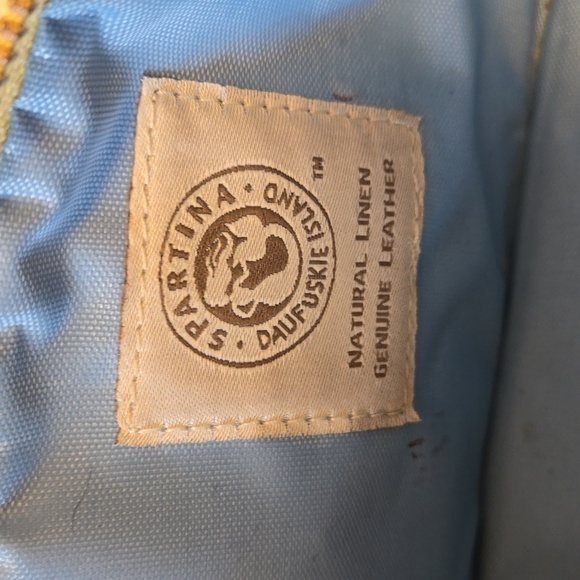 SPARTINA · DAUFUSKIE ISLAND ·
TM
NATURAL LINEN
GENUINE LEATHER